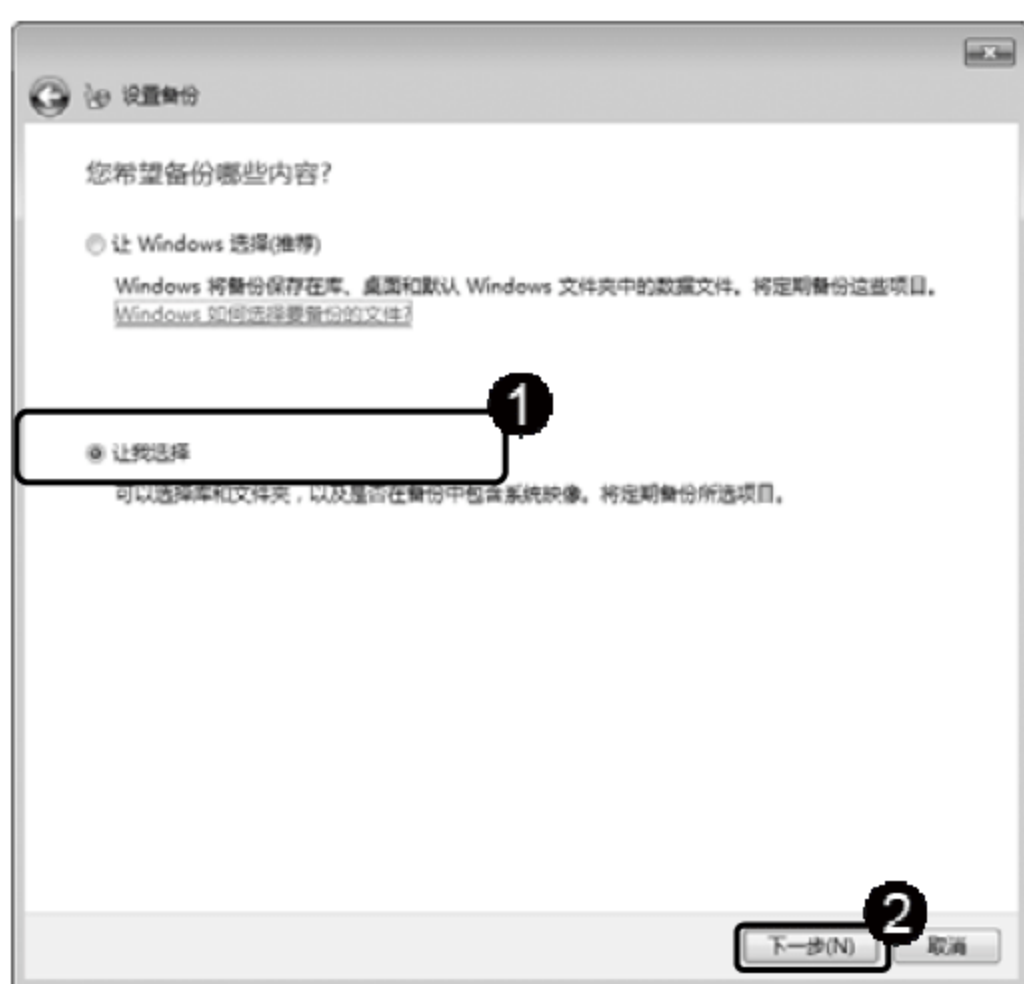 设置备份
您希望备份哪些内容?
让 Windows 选择(推荐)
Windows 将备份保存在库、桌面和默认 Windows 文件夹中的数据文件。将定期备份这些项目。
Windows 如何选择要备份的文件?
1
让我选择
可以选择库和文件夹，以及是否在备份中包含系统映像。将定期备份所选项目。
2
下一步(N) 取消